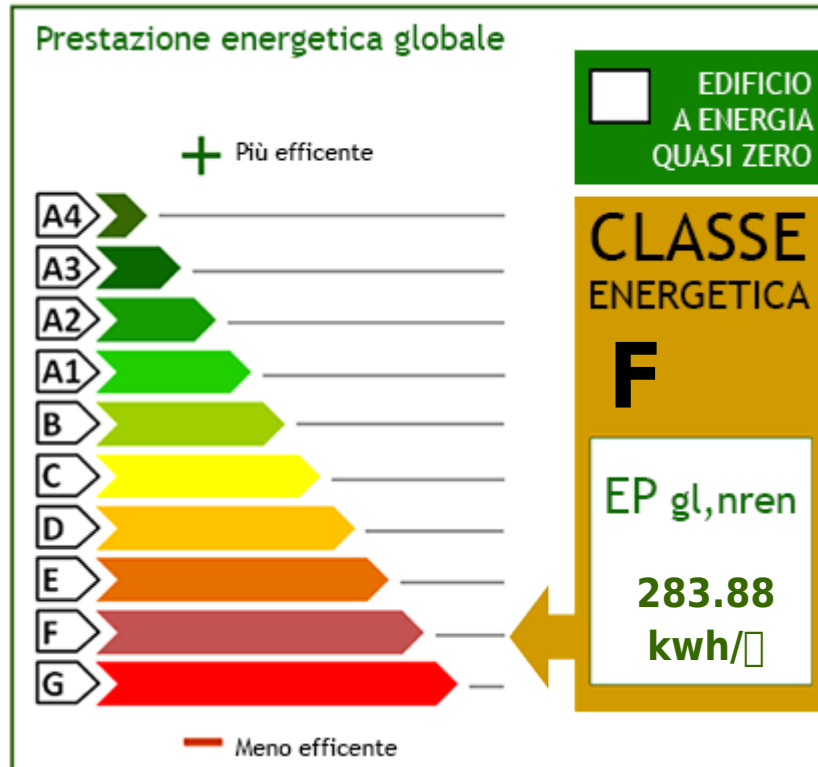 Prestazione energetica globale
EDIFICIO
A ENERGIA
QUASI ZERO
Più efficente
A4
A3
A2
A1
B
C
D
E
F
G
Meno efficente
CLASSE
ENERGETICA
F
EP gl,nren
283.88
kwh/